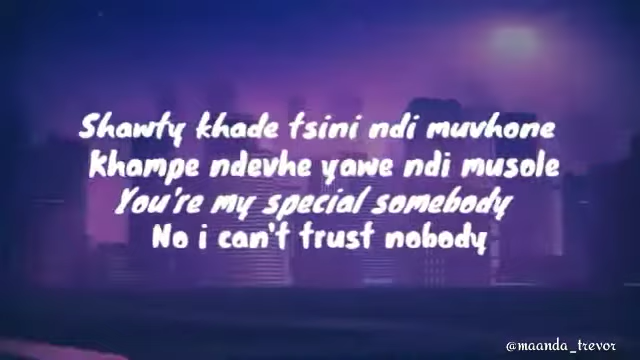 Shawty khade tsini ndi muvhone
khampe ndevhe yawe ndi musole
You're my special somebody
No i can't trust nobody
@maanda_trevor